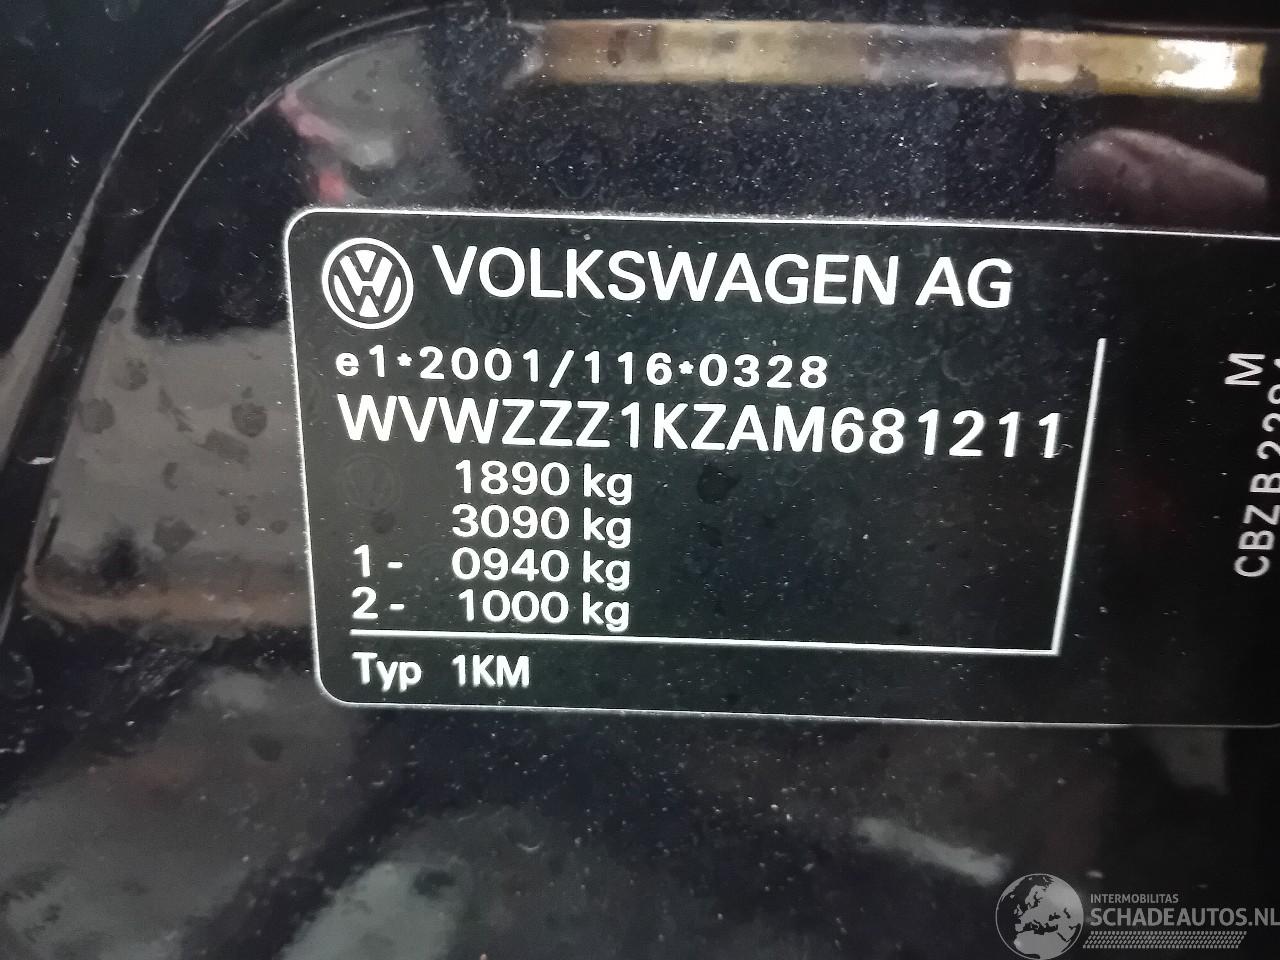 VOLKSWAGEN AG
e1*2001/116*0328
WVWZZZ1KZAM681211
1890 kg
3090 kg
1- 0940 kg
2- 1000 kg
Typ 1KM
M
CBZB
INTERMOBILITAS
SCHADEAUTOS.NL